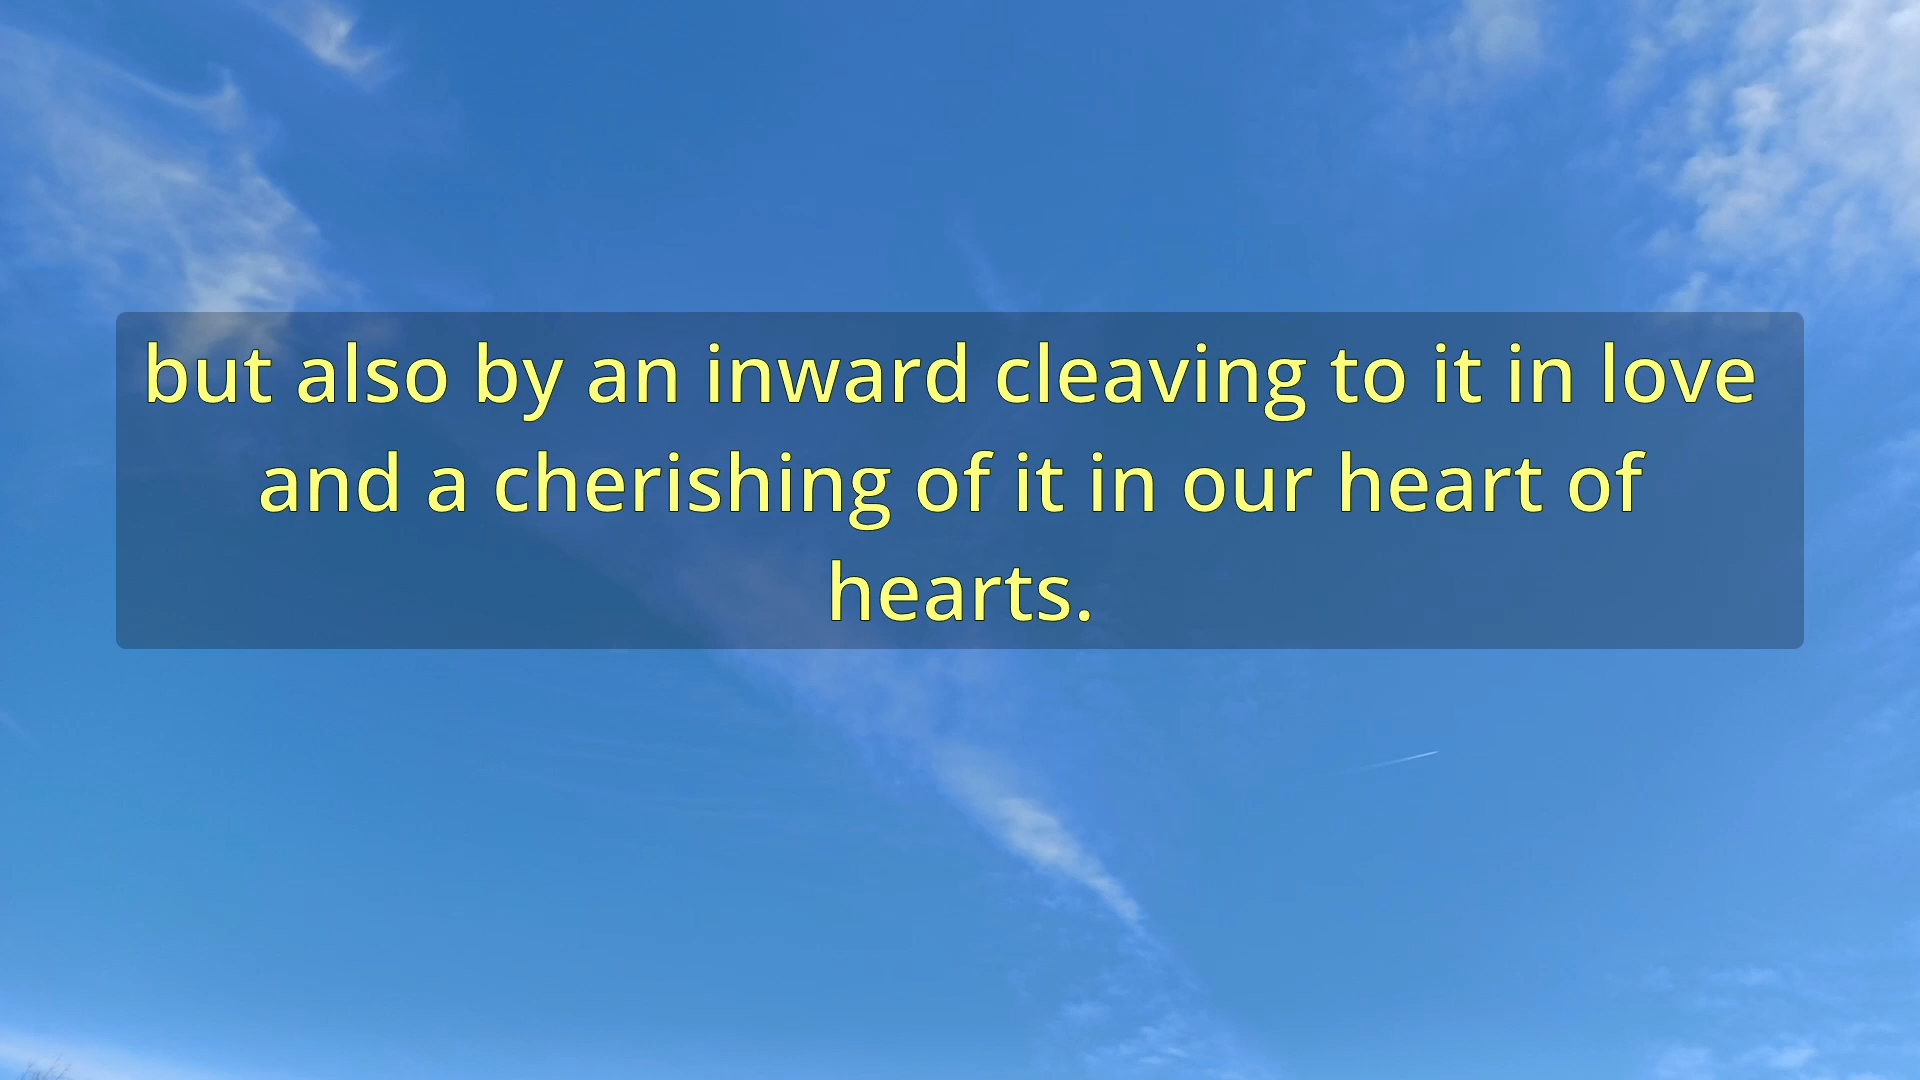 but also by an inward cleaving to it in love
and a cherishing of it in our heart of
hearts.